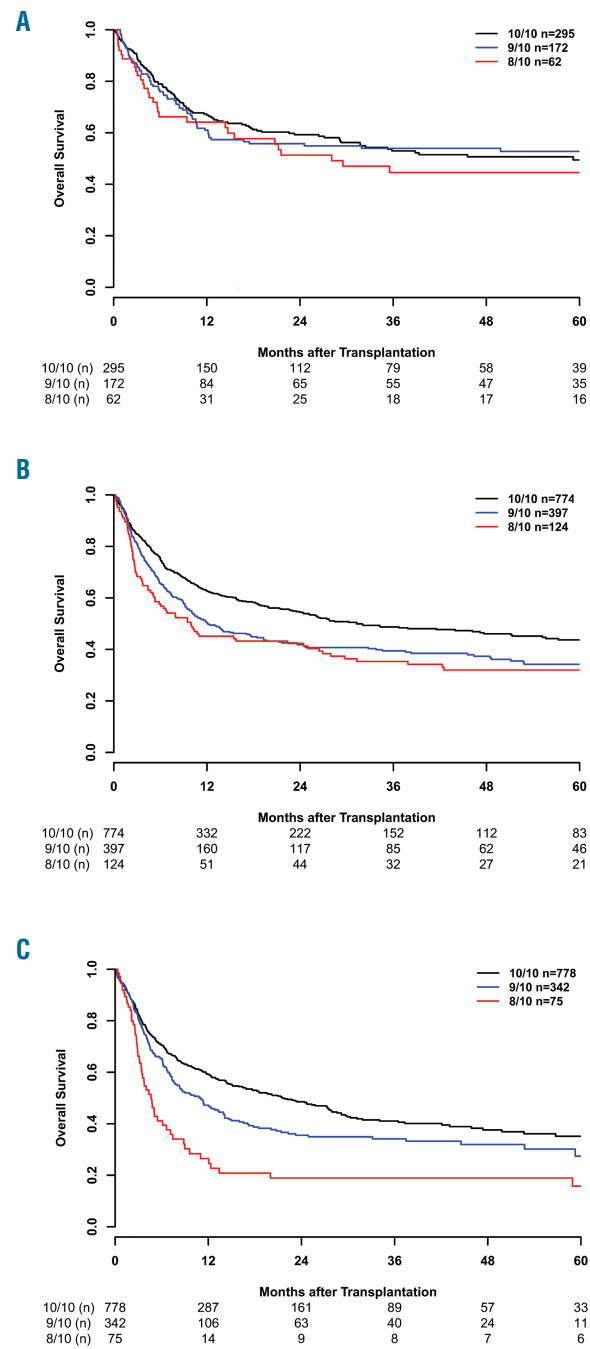 A
1.0
0.8
0.6
0.4
0.2
0.0
Overall Survival
10/10 n=295
9/10 n=172
8/10 n=62
0 12 24 36 48 60
Months after Transplantation
10/10 (n) 295 150 112 79 58 39
9/10 (n) 172 84 65 55 47 35
8/10 (n) 62 31 25 18 17 16
B
1.0
0.8
0.6
0.4
0.2
0.0
Overall Survival
10/10 n=774
9/10 n=397
8/10 n=124
0 12 24 36 48 60
Months after Transplantation
10/10 (n) 774 332 222 152 112 83
9/10 (n) 397 160 117 85 62 46
8/10 (n) 124 51 44 32 27 21
C
1.0
0.8
0.6
0.4
0.2
0.0
Overall Survival
10/10 n=778
9/10 n=342
8/10 n=75
0 12 24 36 48 60
Months after Transplantation
10/10 (n) 778 287 161 89 57 33
9/10 (n) 342 106 63 40 24 11
8/10 (n) 75 14 9 8 7 6